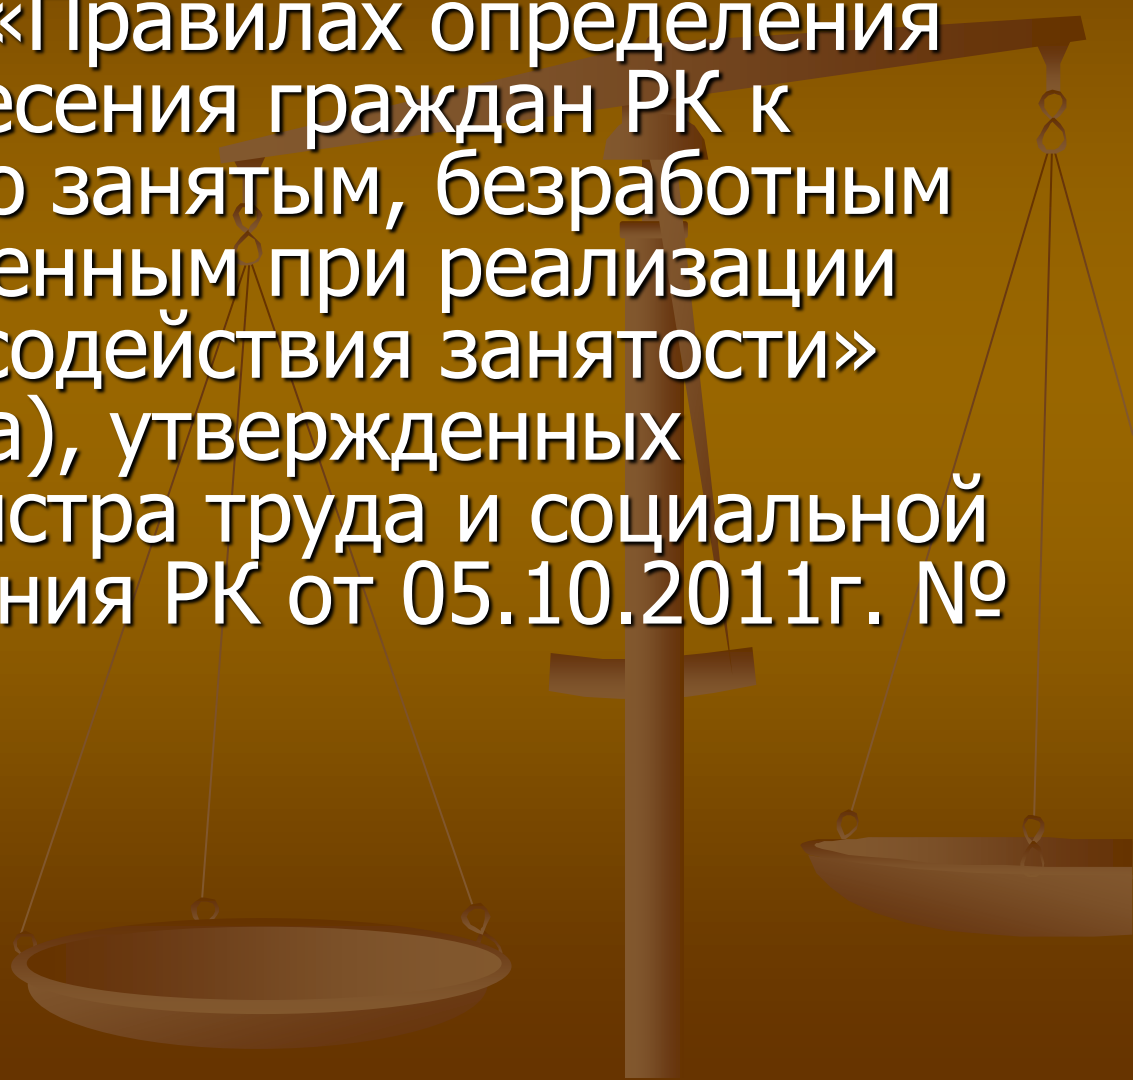 «Правилах определения
есения граждан РК к
о занятым, безработным
енным при реализации
содействия занятости»
а), утвержденных
истра труда и социальной
ния РК от 05.10.2011г. №